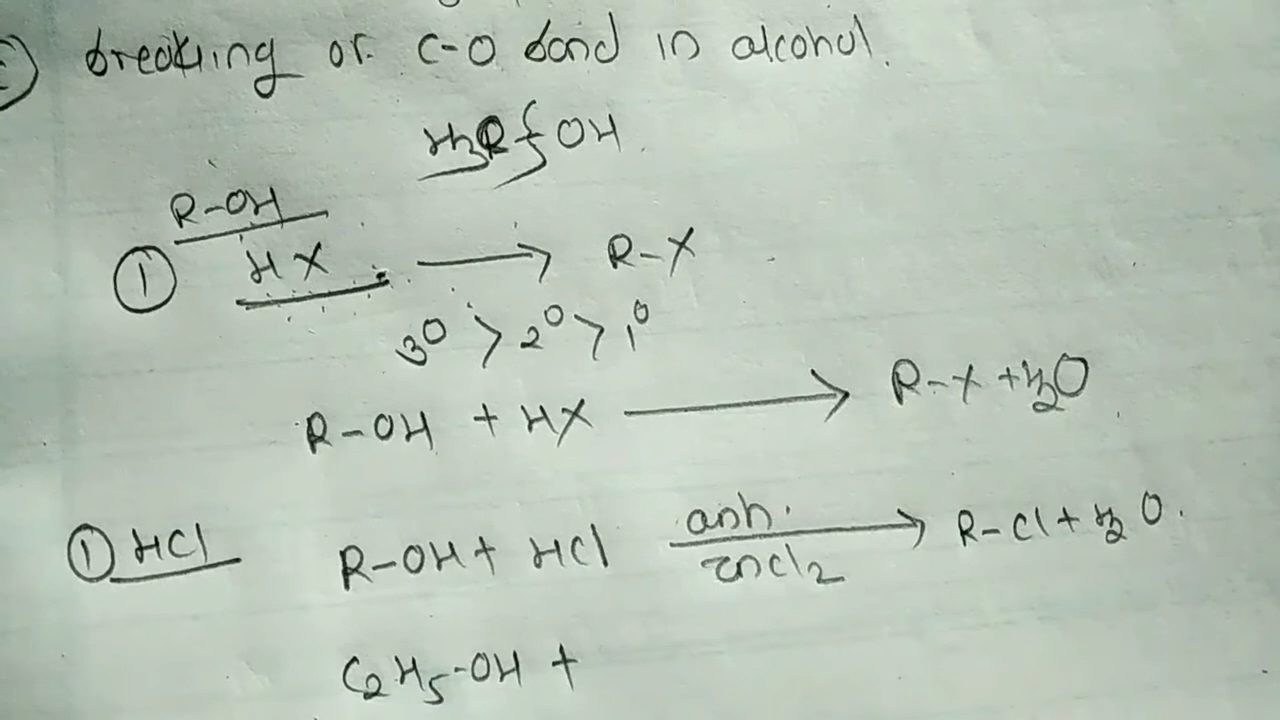 breaking of C-O bond in alcohol.
R-OH
R-OH
① HX ⟶ R-X
3° > 2° > 1°
R-OH + HX ⟶ R-X + H2O
① HCl R-OH + HCl anh. ⟶ ZnCl2 R-Cl + H2O.
C2H5-OH +